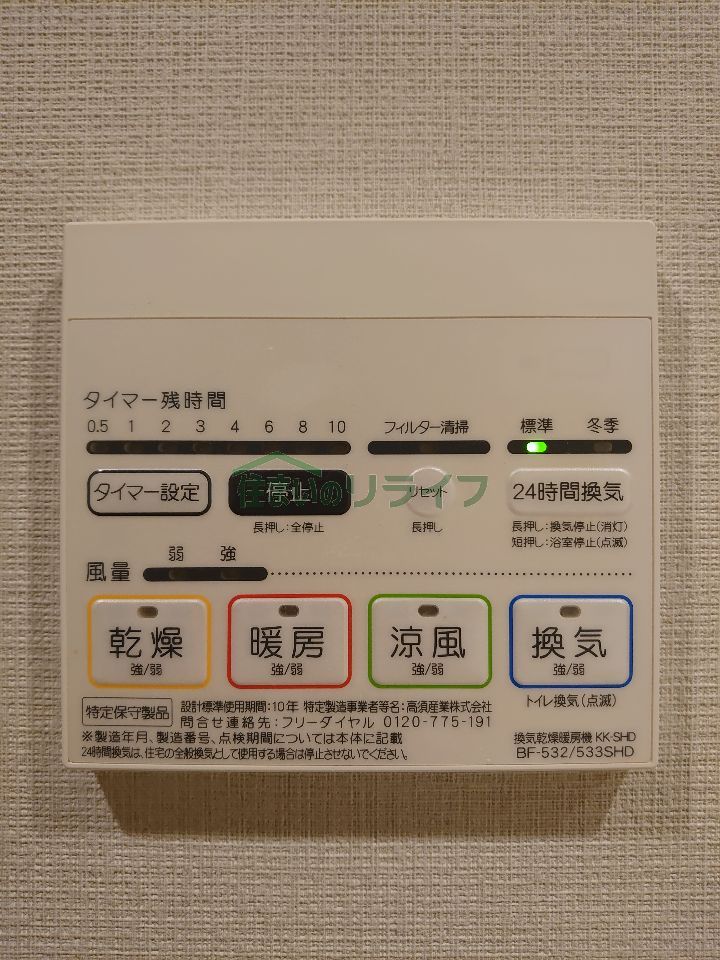 タイマー残時間
0.5 1 2 3 4 6 8 10
フィルター清掃
標準 冬季
タイマー設定
停止
長押し:全停止
リセット
長押し
24時間換気
長押し:換気停止(消灯)
短押し:浴室停止(点滅)
住まいのリライフ
風量
弱 強
乾燥
強/弱
暖房
強/弱
涼風
強/弱
換気
強/弱
トイレ換気(点滅)
特定保守製品
設計標準使用期間:10年 特定製造事業者等名:高須産業株式会社
問合せ連絡先:フリーダイヤル 0120-775-191
※製造年月、製造番号、点検期間については本体に記載
24時間換気は、住宅の全般換気として使用する場合は停止させないでください。
換気乾燥暖房機 KK-SHD
BF-532/533SHD